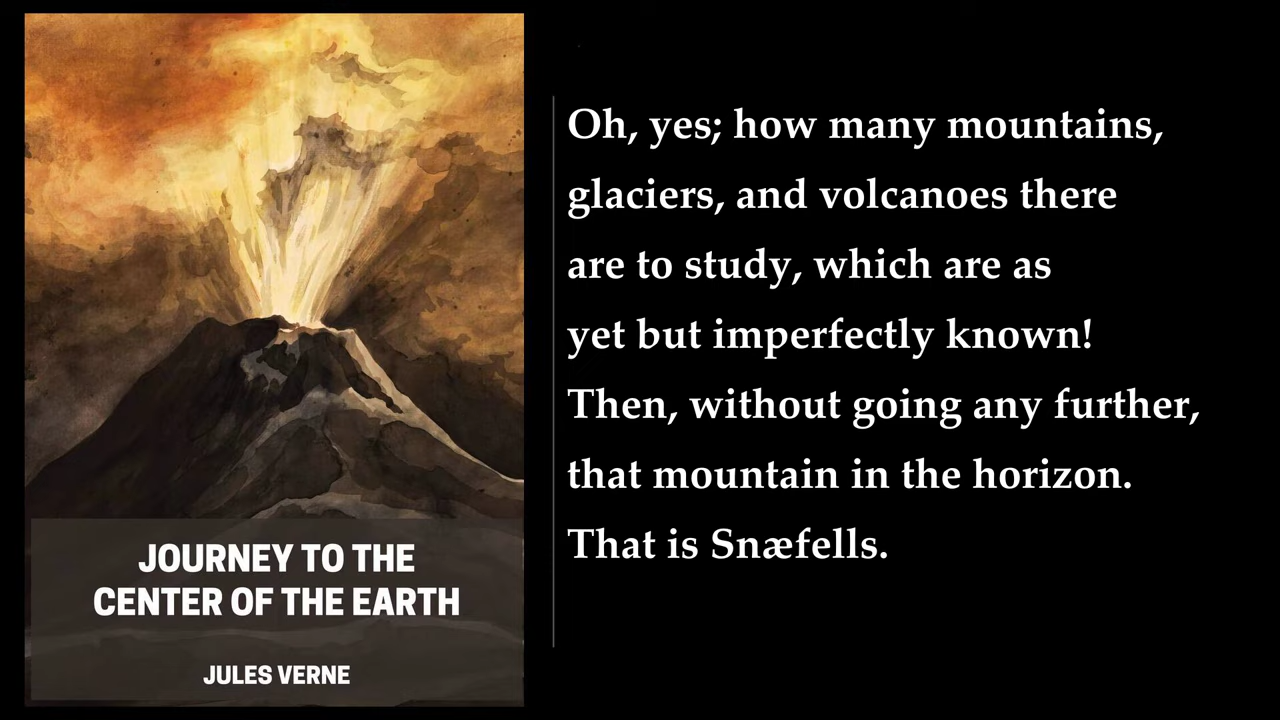 JOURNEY TO THE
CENTER OF THE EARTH
JULES VERNE
Oh, yes; how many mountains,
glaciers, and volcanoes there
are to study, which are as
yet but imperfectly known!
Then, without going any further,
that mountain in the horizon.
That is Snæfells.